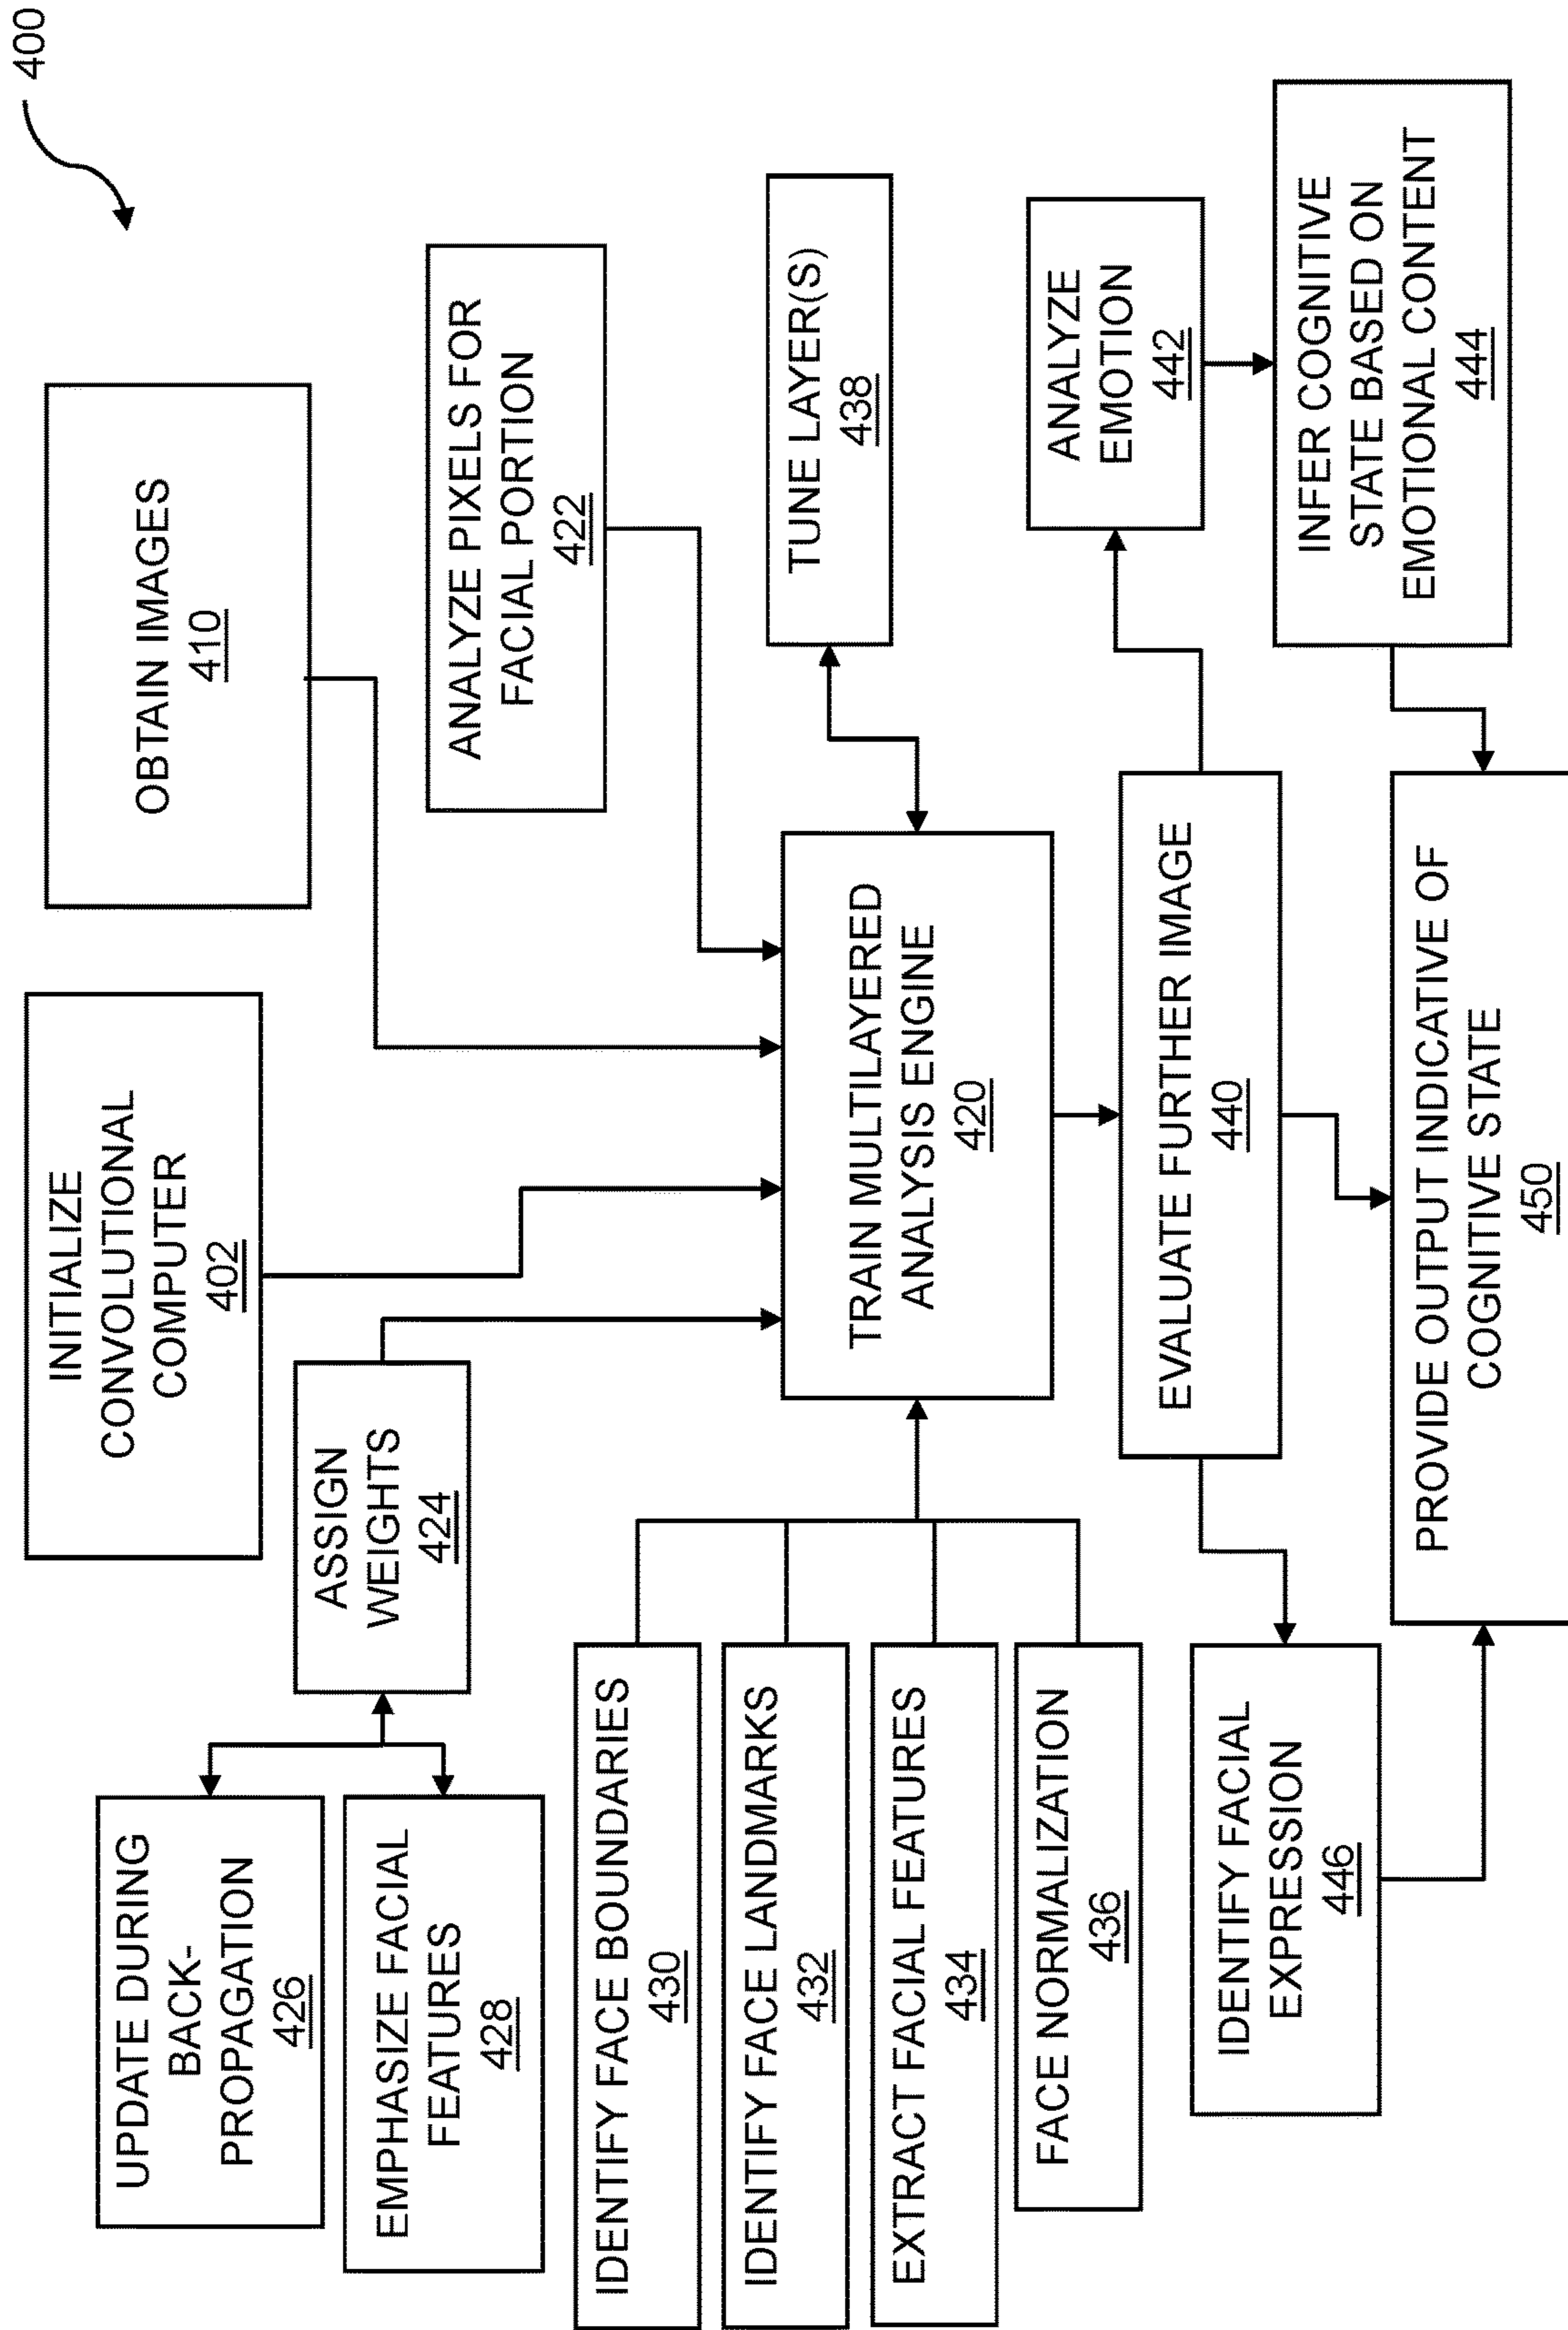 400
INITIALIZE
CONVOLUTIONAL
COMPUTER
402
OBTAIN IMAGES
410
UPDATE DURING
BACK-
PROPAGATION
426
EMPHASIZE FACIAL
FEATURES
428
ASSIGN
WEIGHTS
424
ANALYZE PIXELS FOR
FACIAL PORTION
422
IDENTIFY FACE BOUNDARIES
430
IDENTIFY FACE LANDMARKS
432
EXTRACT FACIAL FEATURES
434
FACE NORMALIZATION
436
TRAIN MULTILAYERED
ANALYSIS ENGINE
420
TUNE LAYER(S)
438
EVALUATE FURTHER IMAGE
440
ANALYZE
EMOTION
442
IDENTIFY FACIAL
EXPRESSION
446
INFER COGNITIVE
STATE BASED ON
EMOTIONAL CONTENT
444
PROVIDE OUTPUT INDICATIVE OF
COGNITIVE STATE
450